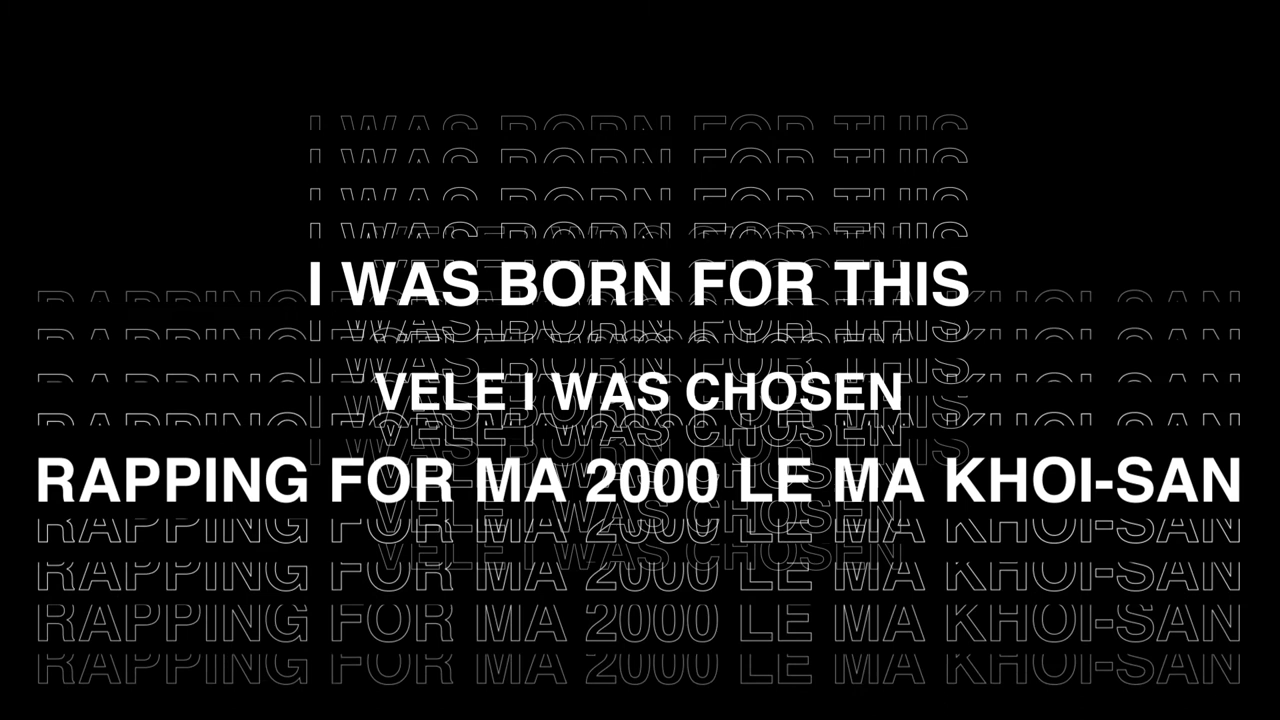 I WAS BORN FOR THIS
VELE I WAS CHOSEN
RAPPING FOR MA 2000 LE MA KHOI-SAN